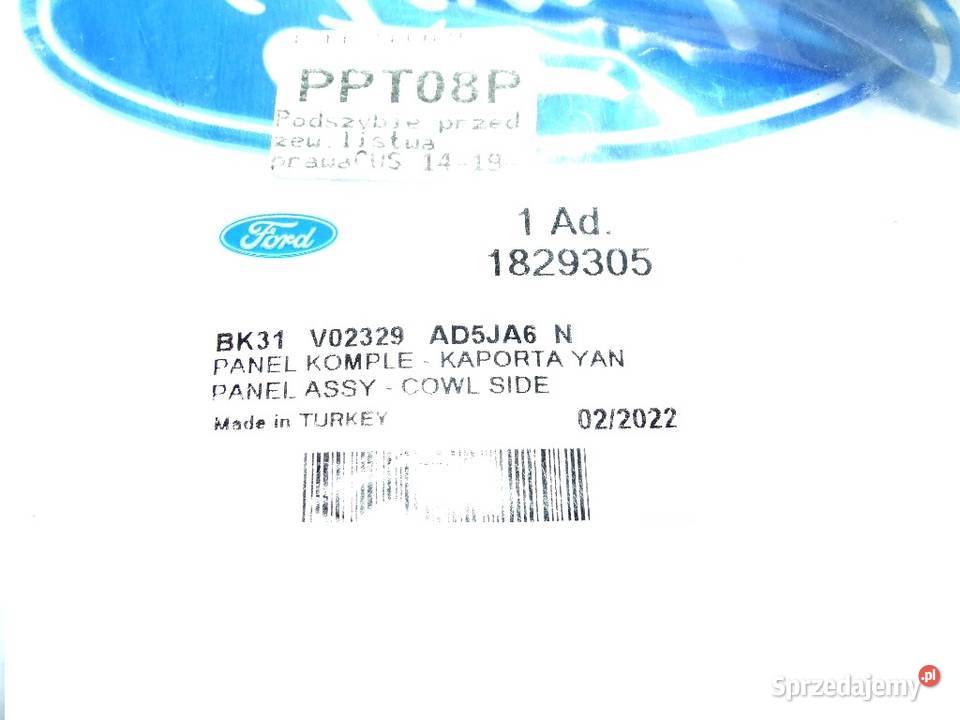 PPT08P
Podszybie przed
zew.listwa
prawaCUS 14-19
Ford
1 Ad.
1829305
BK31 V02329 AD5JA6 N
PANEL KOMPLE - KAPORTA YAN
PANEL ASSY - COWL SIDE
Made in TURKEY 02/2022
Sprzedajemy.pl